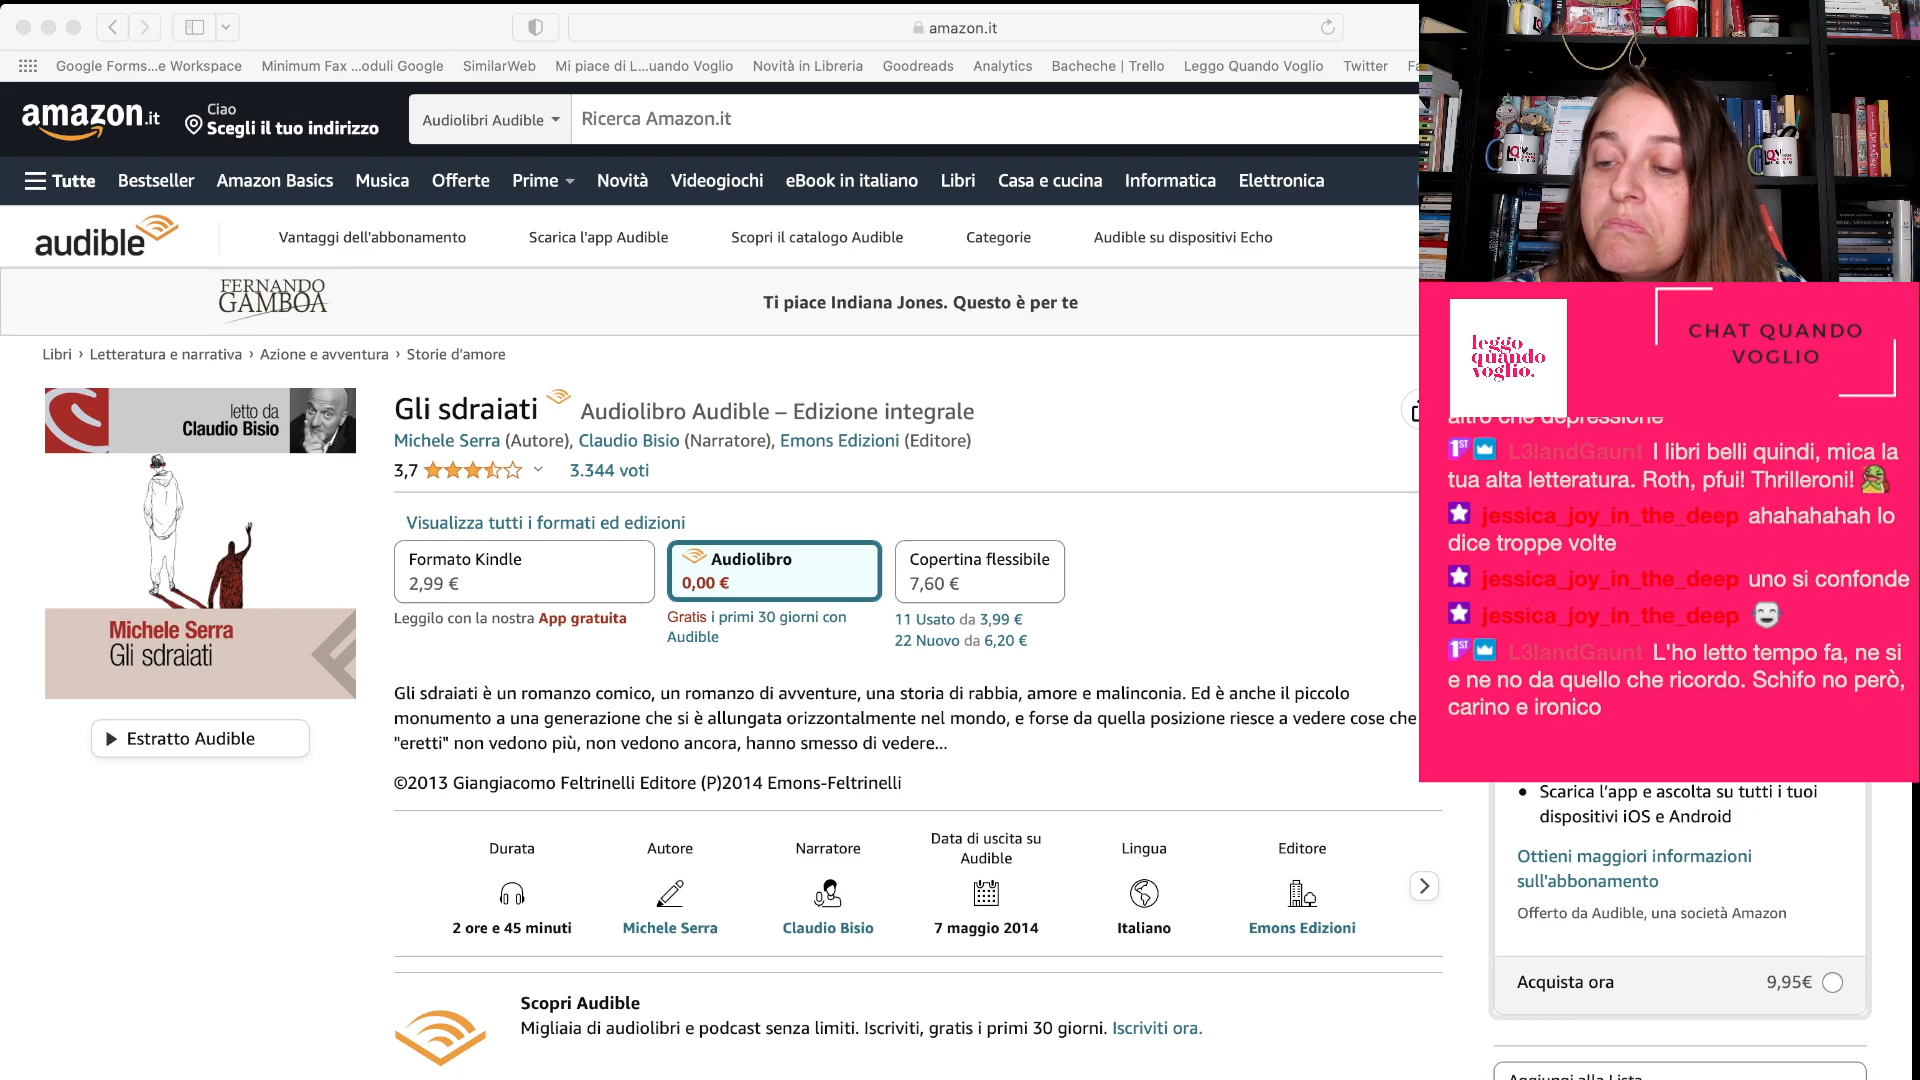 amazon.it
Google Forms...e Workspace
Minimum Fax ...oduli Google
SimilarWeb
Mi piace di L...uando Voglio
Novità in Libreria
Goodreads
Analytics
Bacheche | Trello
Leggo Quando Voglio
Twitter
amazon.it
Ciao
Scegli il tuo indirizzo
Audiolibri Audible
Ricerca Amazon.it
Tutte
Bestseller
Amazon Basics
Musica
Offerte
Prime
Novità
Videogiochi
eBook in italiano
Libri
Casa e cucina
Informatica
Elettronica
audible
Vantaggi dell'abbonamento
Scarica l'app Audible
Scopri il catalogo Audible
Categorie
Audible su dispositivi Echo
FERNANDO
GAMBOA
Ti piace Indiana Jones. Questo è per te
Libri › Letteratura e narrativa › Azione e avventura › Storie d'amore
letto da
Claudio Bisio
Michele Serra
Gli sdraiati
Estratto Audible
Gli sdraiati Audiolibro Audible – Edizione integrale
Michele Serra (Autore), Claudio Bisio (Narratore), Emons Edizioni (Editore)
3,7
3.344 voti
Visualizza tutti i formati ed edizioni
Formato Kindle
2,99 €
Leggilo con la nostra App gratuita
Audiolibro
0,00 €
Gratis i primi 30 giorni con
Audible
Copertina flessibile
7,60 €
11 Usato da 3,99 €
22 Nuovo da 6,20 €
Gli sdraiati è un romanzo comico, un romanzo di avventure, una storia di rabbia, amore e malinconia. Ed è anche il piccolo
monumento a una generazione che si è allungata orizzontalmente nel mondo, e forse da quella posizione riesce a vedere cose che
"eretti" non vedono più, non vedono ancora, hanno smesso di vedere...
©2013 Giangiacomo Feltrinelli Editore (P)2014 Emons-Feltrinelli
Durata
2 ore e 45 minuti
Autore
Michele Serra
Narratore
Claudio Bisio
Data di uscita su
Audible
7 maggio 2014
Lingua
Italiano
Editore
Emons Edizioni
Scopri Audible
Migliaia di audiolibri e podcast senza limiti. Iscriviti, gratis i primi 30 giorni. Iscriviti ora.
leggo
quando
voglio.
CHAT QUANDO
VOGLIO
altro che depressione
1ST L3landGaunt I libri belli quindi, mica la
tua alta letteratura. Roth, pfui! Thrilleroni!
jessica_joy_in_the_deep ahahahahah lo
dice troppe volte
jessica_joy_in_the_deep uno si confonde
jessica_joy_in_the_deep
1ST L3landGaunt L'ho letto tempo fa, ne si
e ne no da quello che ricordo. Schifo no però,
carino e ironico
Scarica l'app e ascolta su tutti i tuoi
dispositivi iOS e Android
Ottieni maggiori informazioni
sull'abbonamento
Offerto da Audible, una società Amazon
Acquista ora
9,95€
Aggiungi alla Lista